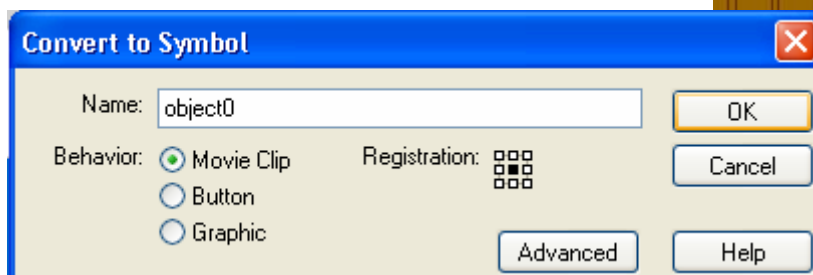 Convert to Symbol
Name: object0 OK
Behavior: Movie Clip Registration: Cancel
Button
Graphic
Advanced Help